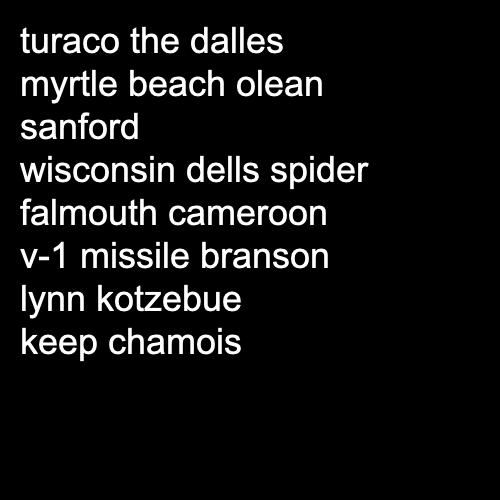 turaco the dalles
myrtle beach olean
sanford
wisconsin dells spider
falmouth cameroon
v-1 missile branson
lynn kotzebue
keep chamois